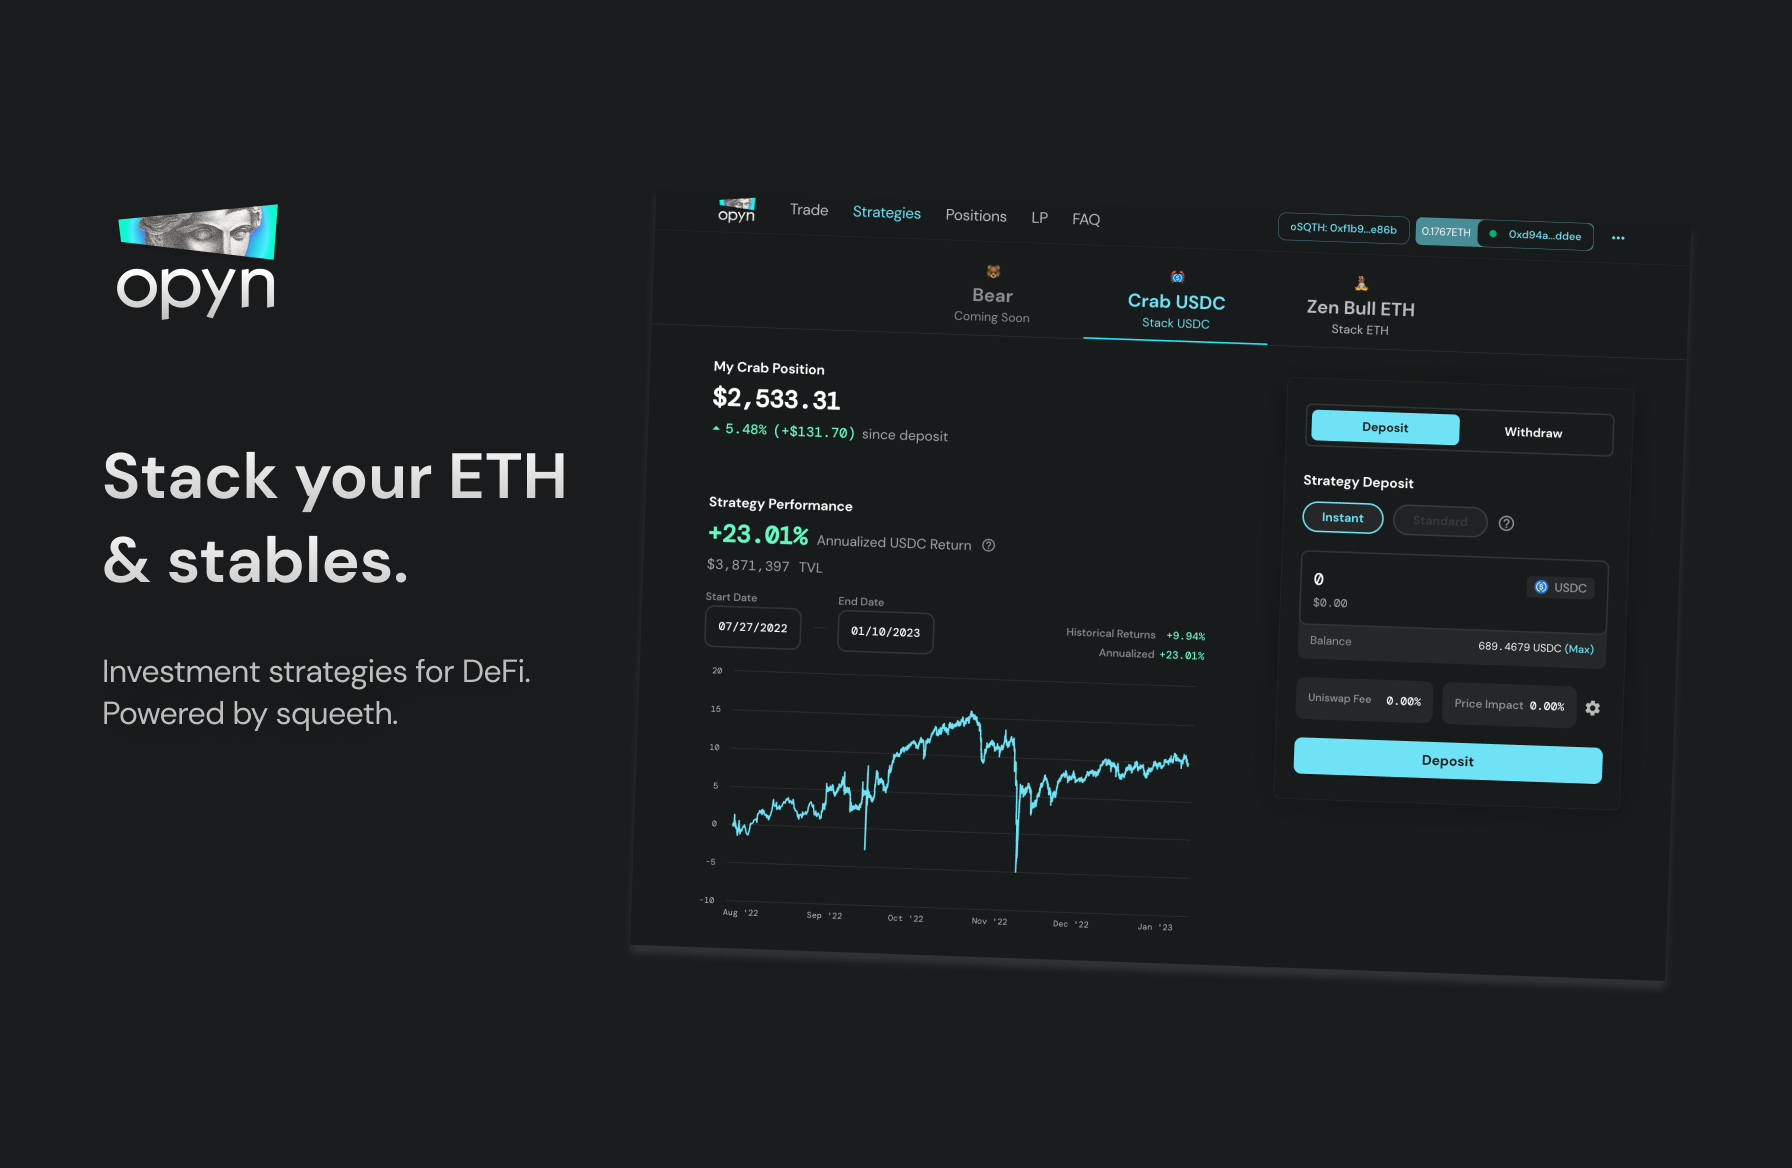 opyn
Stack your ETH
& stables.
Investment strategies for DeFi.
Powered by squeeth.
opyn
Trade Strategies Positions LP FAQ
oSQTH: 0xf1b9...e86b
0.1767ETH 0xd94a...ddee
Bear
Coming Soon
Crab USDC
Stack USDC
Zen Bull ETH
Stack ETH
My Crab Position
$2,533.31
5.48% (+$131.70) since deposit
Strategy Performance
+23.01% Annualized USDC Return
$3,871,397 TVL
Start Date
07/27/2022
End Date
01/10/2023
Historical Returns +9.94%
Annualized +23.01%
20
15
10
5
0
-5
-10
Aug '22 Sep '22 Oct '22 Nov '22 Dec '22 Jan '23
Deposit Withdraw
Strategy Deposit
Instant Standard
0
USDC
$0.00
Balance 689.4679 USDC (Max)
Uniswap Fee 0.00%
Price Impact 0.00%
Deposit